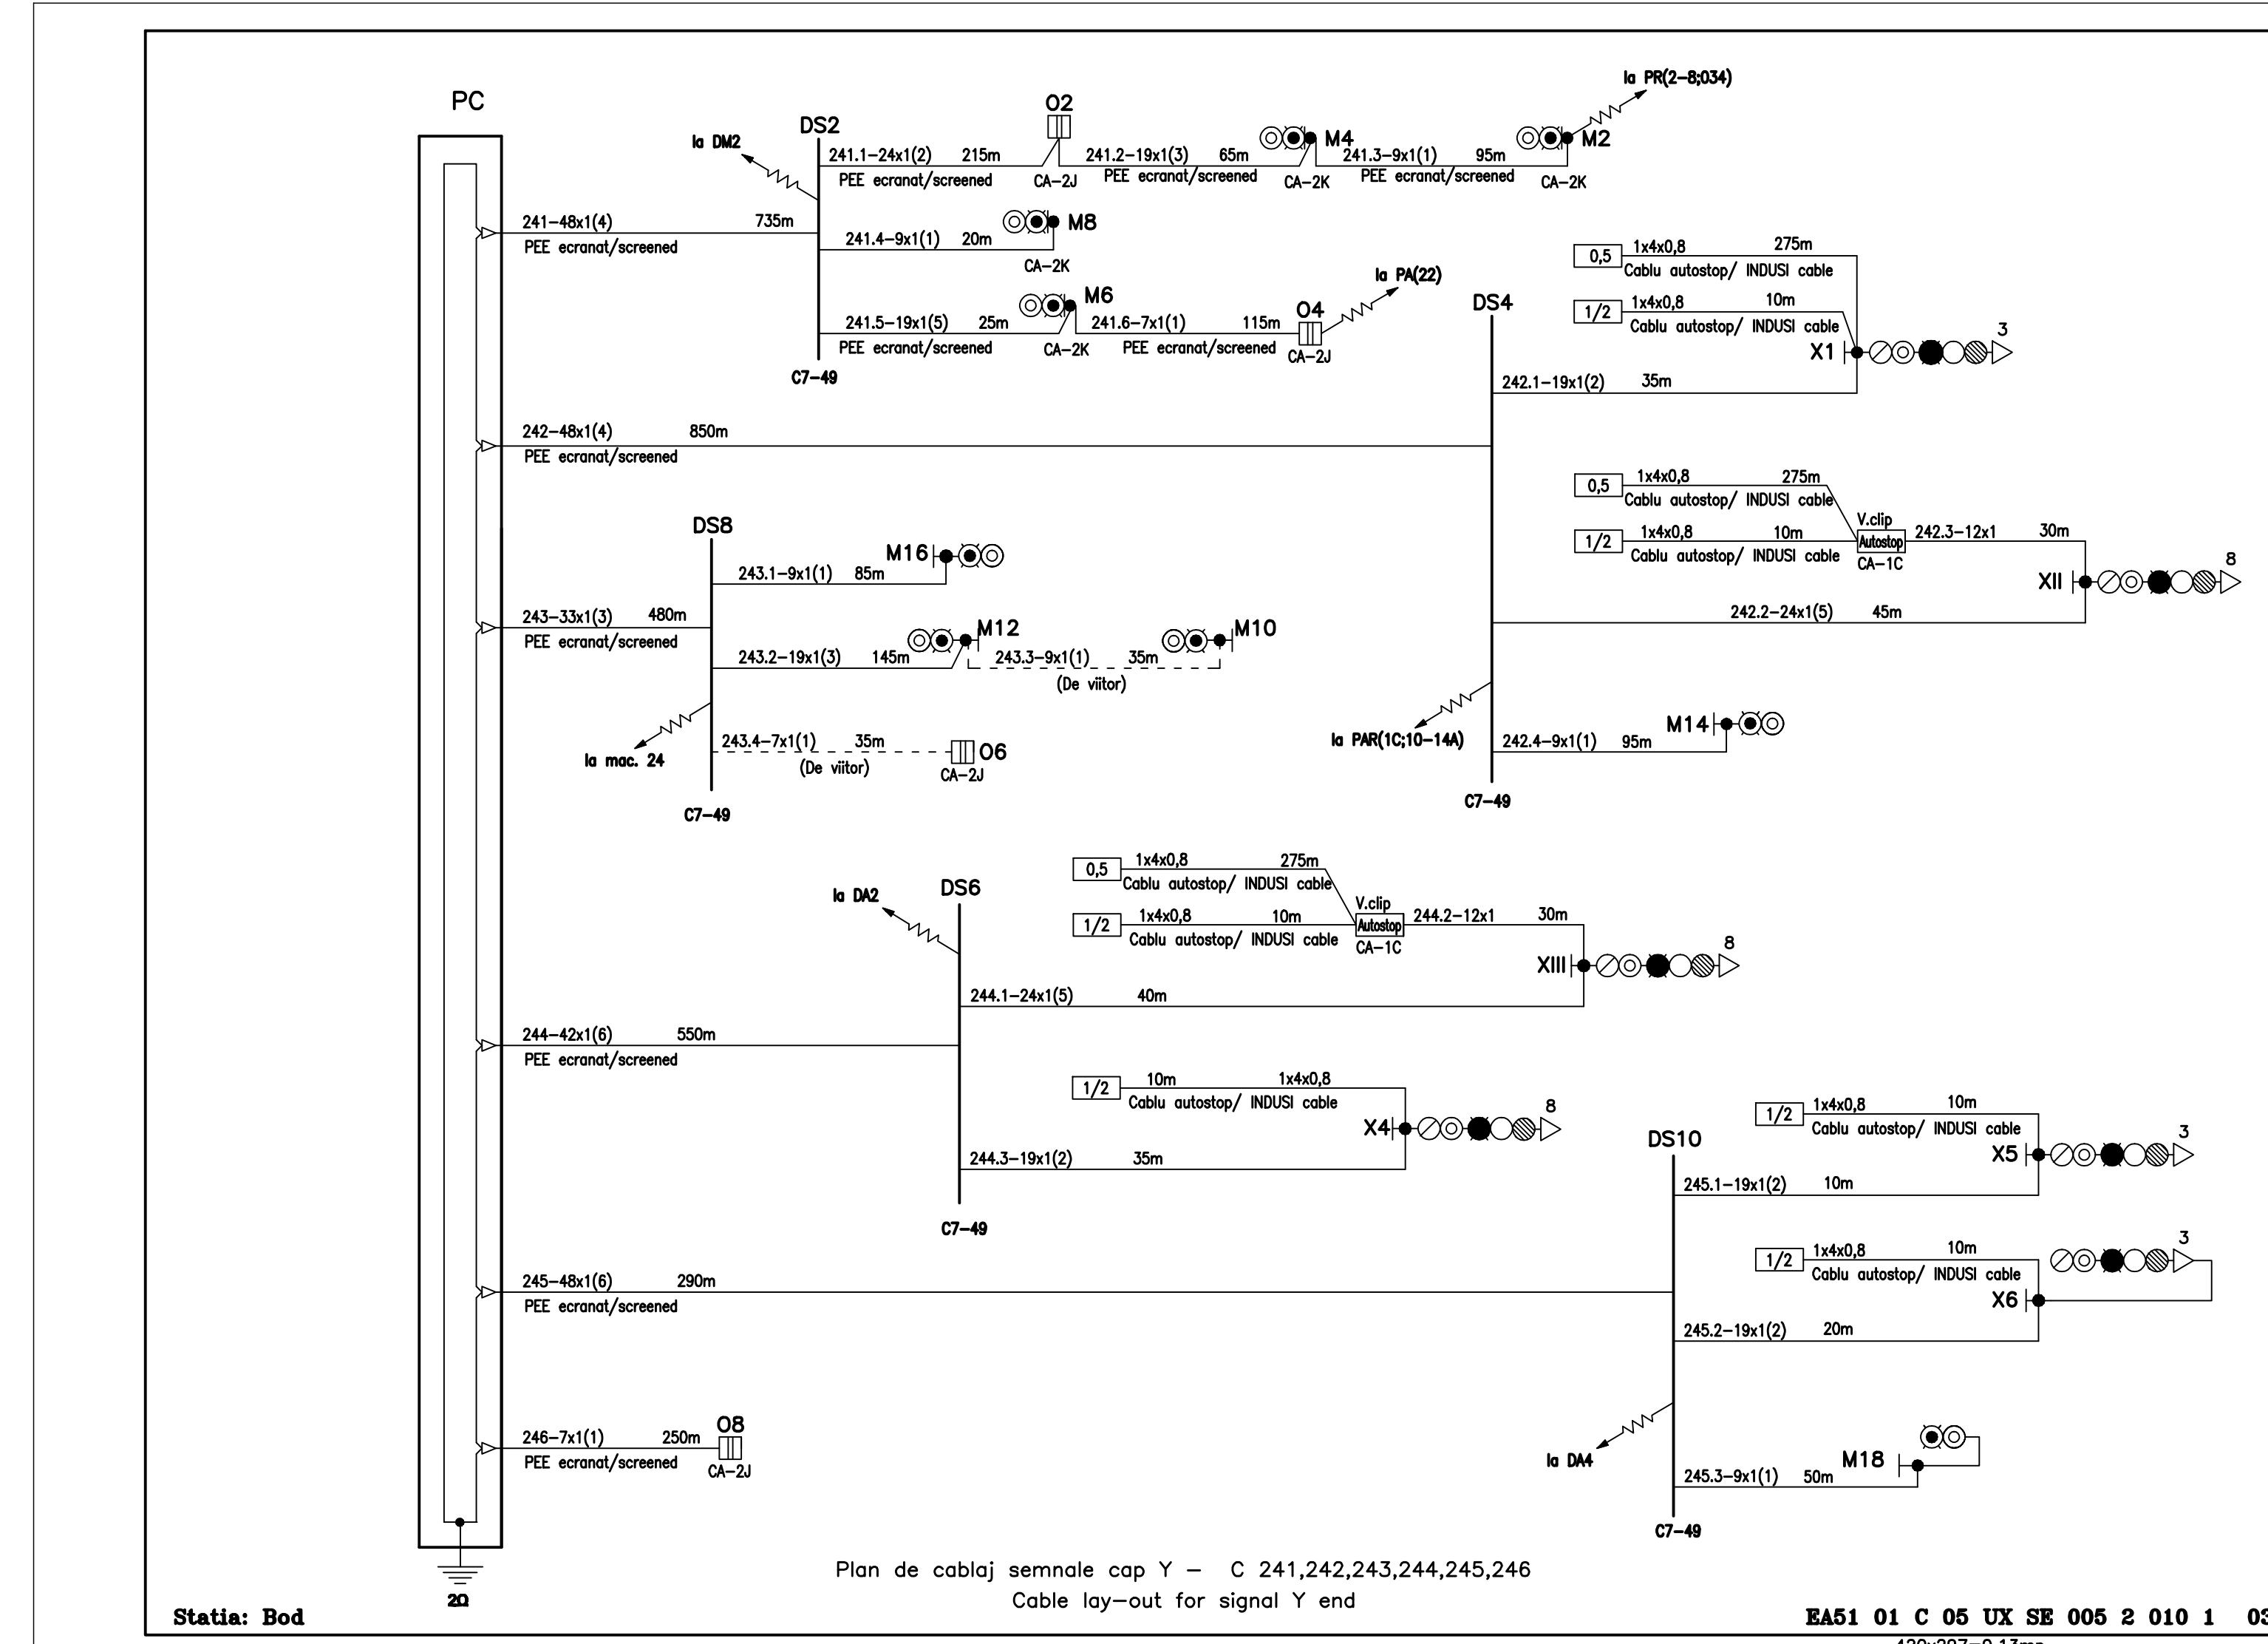 PC
la PR(2-8;034)
DS2
O2
la DM2
241.1-24x1(2) 215m
PEE ecranat/screened
CA-2J
241.2-19x1(3) 65m
PEE ecranat/screened
M4
CA-2K
241.3-9x1(1) 95m
PEE ecranat/screened
M2
CA-2K
241-48x1(4) 735m
PEE ecranat/screened
241.4-9x1(1) 20m
M8
CA-2K
241.5-19x1(5) 25m
PEE ecranat/screened
M6
CA-2K
241.6-7x1(1) 115m
PEE ecranat/screened
O4
CA-2J
la PA(22)
C7-49
DS4
0,5
1x4x0,8 275m
Cablu autostop/ INDUSI cable
1/2
1x4x0,8 10m
Cablu autostop/ INDUSI cable
X1
3
242.1-19x1(2) 35m
242-48x1(4) 850m
PEE ecranat/screened
0,5
1x4x0,8 275m
Cablu autostop/ INDUSI cable
1/2
1x4x0,8 10m
Cablu autostop/ INDUSI cable
V.clip
Autostop
CA-1C
242.3-12x1 30m
XII
8
242.2-24x1(5) 45m
la PAR(1C;10-14A)
M14
242.4-9x1(1) 95m
C7-49
DS8
M16
243.1-9x1(1) 85m
243-33x1(3) 480m
PEE ecranat/screened
M12
243.2-19x1(3) 145m
M10
243.3-9x1(1) 35m
(De viitor)
la mac. 24
243.4-7x1(1) 35m
(De viitor)
O6
CA-2J
C7-49
DS6
la DA2
0,5
1x4x0,8 275m
Cablu autostop/ INDUSI cable
1/2
1x4x0,8 10m
Cablu autostop/ INDUSI cable
V.clip
Autostop
CA-1C
244.2-12x1 30m
XIII
8
244.1-24x1(5) 40m
244-42x1(6) 550m
PEE ecranat/screened
1/2
10m 1x4x0,8
Cablu autostop/ INDUSI cable
X4
8
244.3-19x1(2) 35m
C7-49
DS10
1/2
1x4x0,8 10m
Cablu autostop/ INDUSI cable
X5
3
245.1-19x1(2) 10m
245-48x1(6) 290m
PEE ecranat/screened
1/2
1x4x0,8 10m
Cablu autostop/ INDUSI cable
3
X6
245.2-19x1(2) 20m
la DA4
M18
245.3-9x1(1) 50m
C7-49
246-7x1(1) 250m
PEE ecranat/screened
O8
CA-2J
2Ω
Plan de cablaj semnale cap Y - C 241,242,243,244,245,246
Cable lay-out for signal Y end
Statia: Bod
EA51 01 C 05 UX SE 005 2 010 1 03